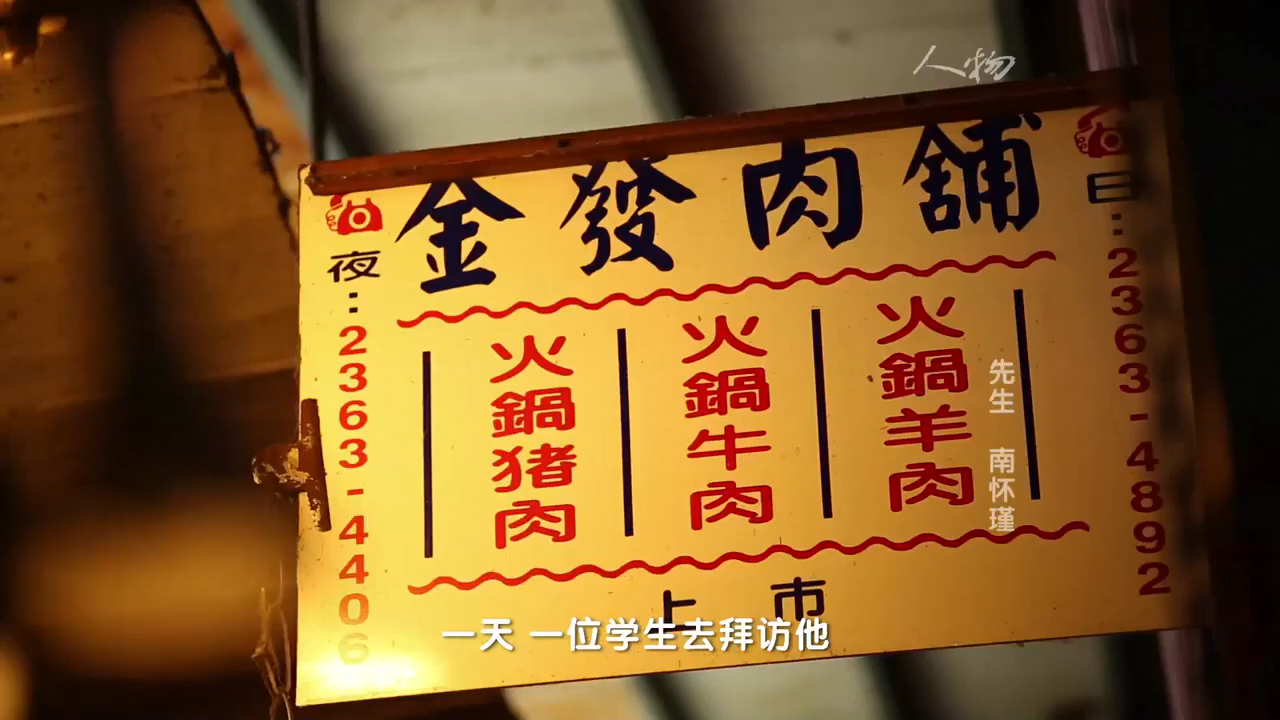 人物
金發肉舖
日：2363-4892
夜：2363-4406
火鍋羊肉
火鍋牛肉
火鍋猪肉
上市
先生 南怀瑾
一天 一位学生去拜访他